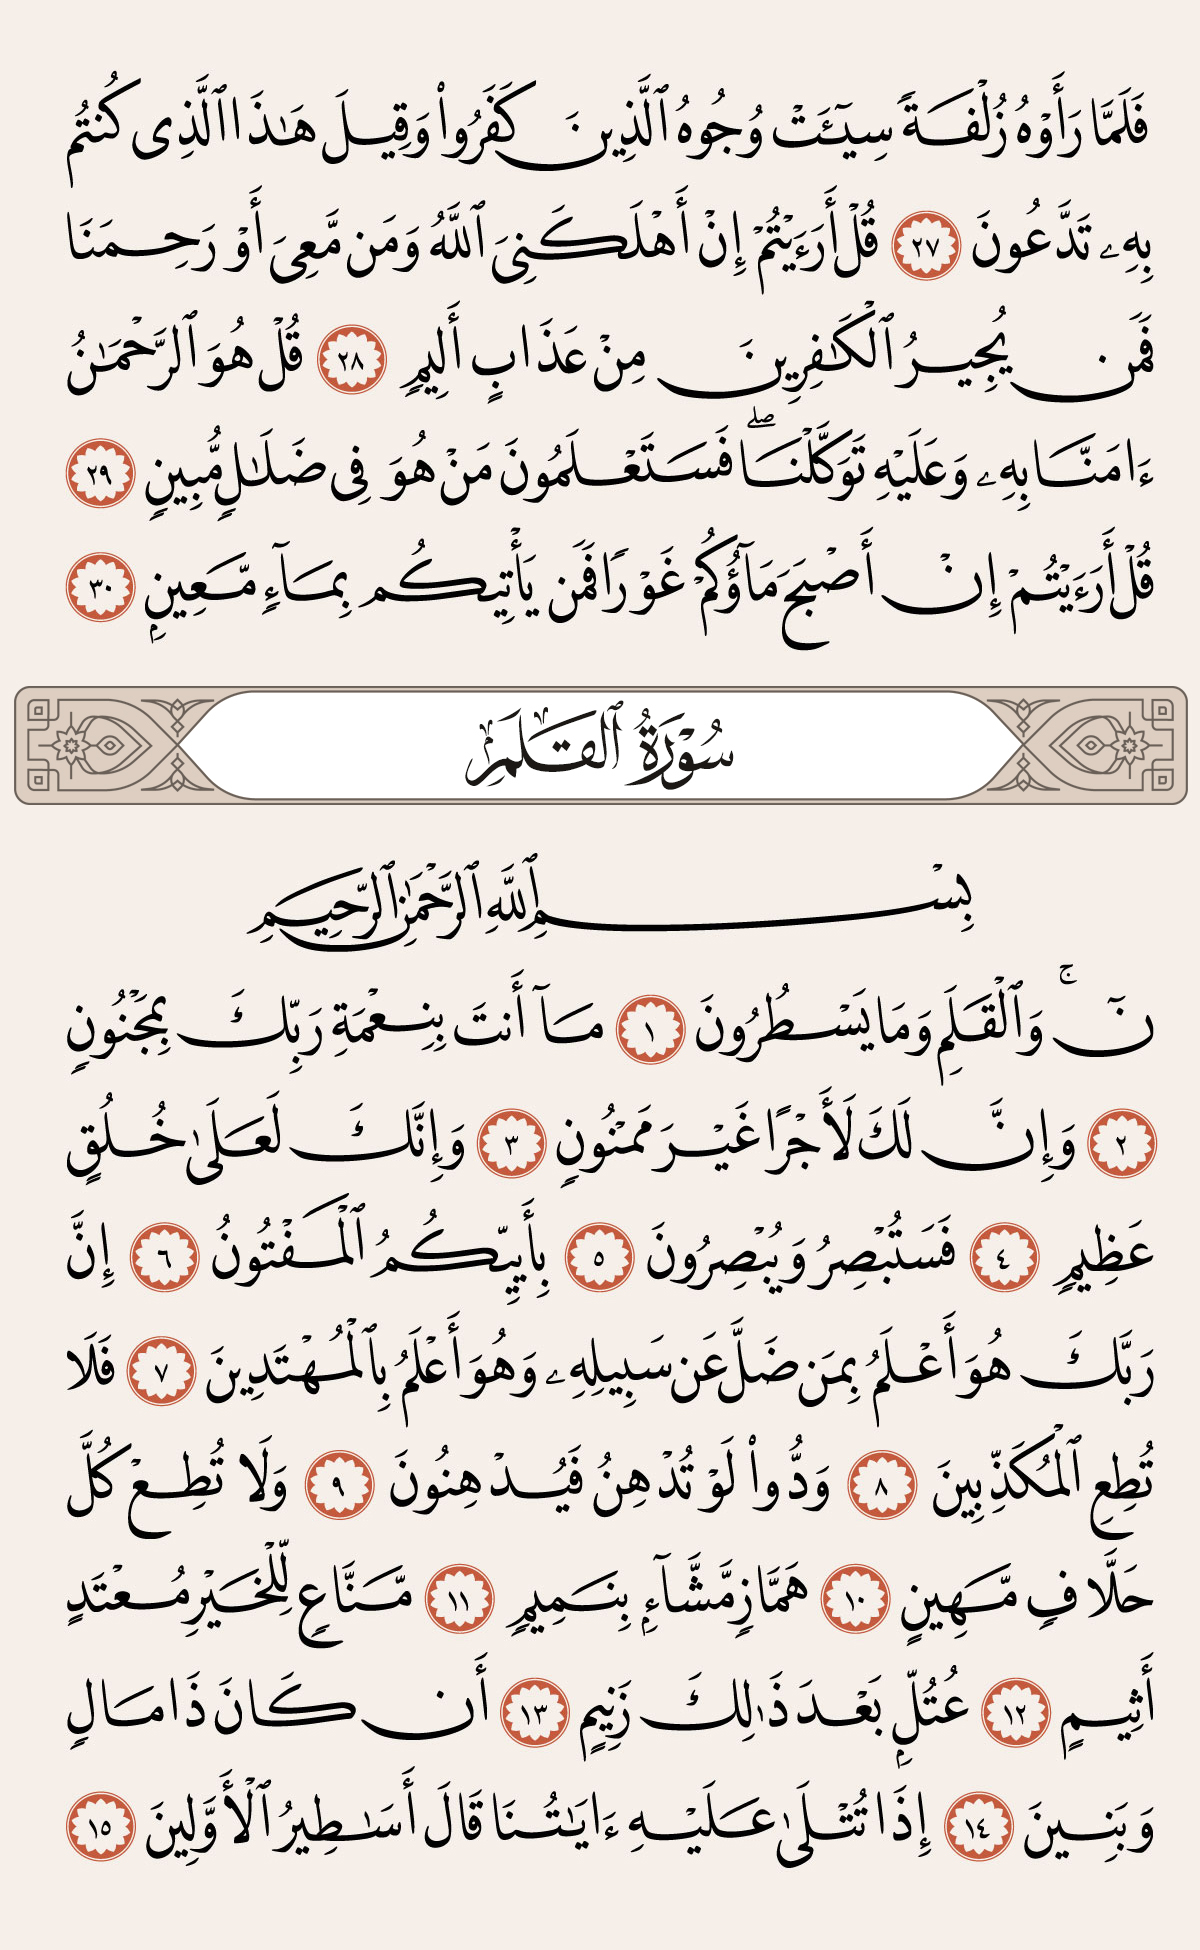 فَلَمَّا رَأَوْهُ زُلْفَةً سِيٓـَٔتْ وُجُوهُ ٱلَّذِينَ كَفَرُوا۟ وَقِيلَ هَـٰذَا ٱلَّذِى كُنتُم
بِهِۦ تَدَّعُونَ ٢٧ قُلْ أَرَءَيْتُمْ إِنْ أَهْلَكَنِىَ ٱللَّهُ وَمَن مَّعِىَ أَوْ رَحِمَنَا
فَمَن يُجِيرُ ٱلْكَـٰفِرِينَ مِنْ عَذَابٍ أَلِيمٍ ٢٨ قُلْ هُوَ ٱلرَّحْمَـٰنُ
ءَامَنَّا بِهِۦ وَعَلَيْهِ تَوَكَّلْنَا ۖ فَسَتَعْلَمُونَ مَنْ هُوَ فِى ضَلَـٰلٍ مُّبِينٍ ٢٩
قُلْ أَرَءَيْتُمْ إِنْ أَصْبَحَ مَآؤُكُمْ غَوْرًا فَمَن يَأْتِيكُم بِمَآءٍ مَّعِينٍۭ ٣٠
سُورَةُ ٱلْقَلَمِ
بِسْمِ ٱللَّهِ ٱلرَّحْمَـٰنِ ٱلرَّحِيمِ
نٓ ۚ وَٱلْقَلَمِ وَمَا يَسْطُرُونَ ١ مَآ أَنتَ بِنِعْمَةِ رَبِّكَ بِمَجْنُونٍ
٢ وَإِنَّ لَكَ لَأَجْرًا غَيْرَ مَمْنُونٍ ٣ وَإِنَّكَ لَعَلَىٰ خُلُقٍ
عَظِيمٍ ٤ فَسَتُبْصِرُ وَيُبْصِرُونَ ٥ بِأَييِّكُمُ ٱلْمَفْتُونُ ٦ إِنَّ
رَبَّكَ هُوَ أَعْلَمُ بِمَن ضَلَّ عَن سَبِيلِهِۦ وَهُوَ أَعْلَمُ بِٱلْمُهْتَدِينَ ٧ فَلَا
تُطِعِ ٱلْمُكَذِّبِينَ ٨ وَدُّوا۟ لَوْ تُدْهِنُ فَيُدْهِنُونَ ٩ وَلَا تُطِعْ كُلَّ
حَلَّافٍ مَّهِينٍ ١٠ هَمَّازٍ مَّشَّآءٍۭ بِنَمِيمٍ ١١ مَّنَّاعٍ لِّلْخَيْرِ مُعْتَدٍ
أَثِيمٍ ١٢ عُتُلٍّۭ بَعْدَ ذَٰلِكَ زَنِيمٍ ١٣ أَن كَانَ ذَا مَالٍ
وَبَنِينَ ١٤ إِذَا تُتْلَىٰ عَلَيْهِ ءَايَـٰتُنَا قَالَ أَسَـٰطِيرُ ٱلْأَوَّلِينَ ١٥